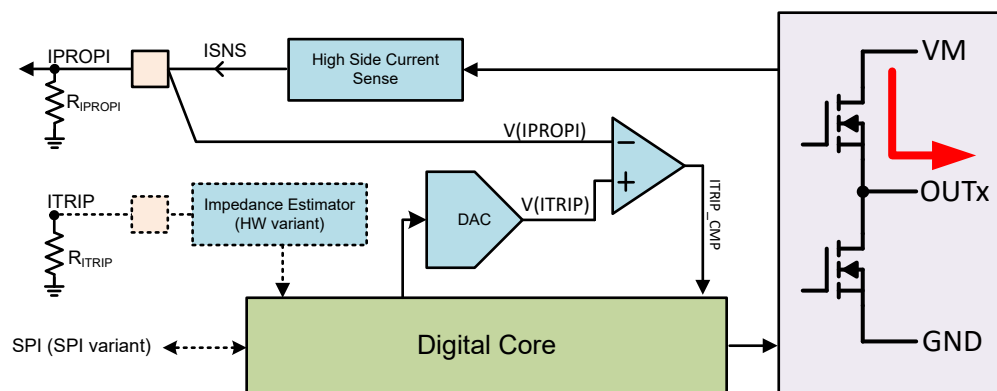 IPROPI
ISNS
High Side Current
Sense
VM
RIPROPI
V(IPROPI)
−
+
ITRIP
Impedance Estimator
(HW variant)
DAC
V(ITRIP)
ITRIP_CMP
OUTx
RITRIP
SPI (SPI variant)
Digital Core
GND